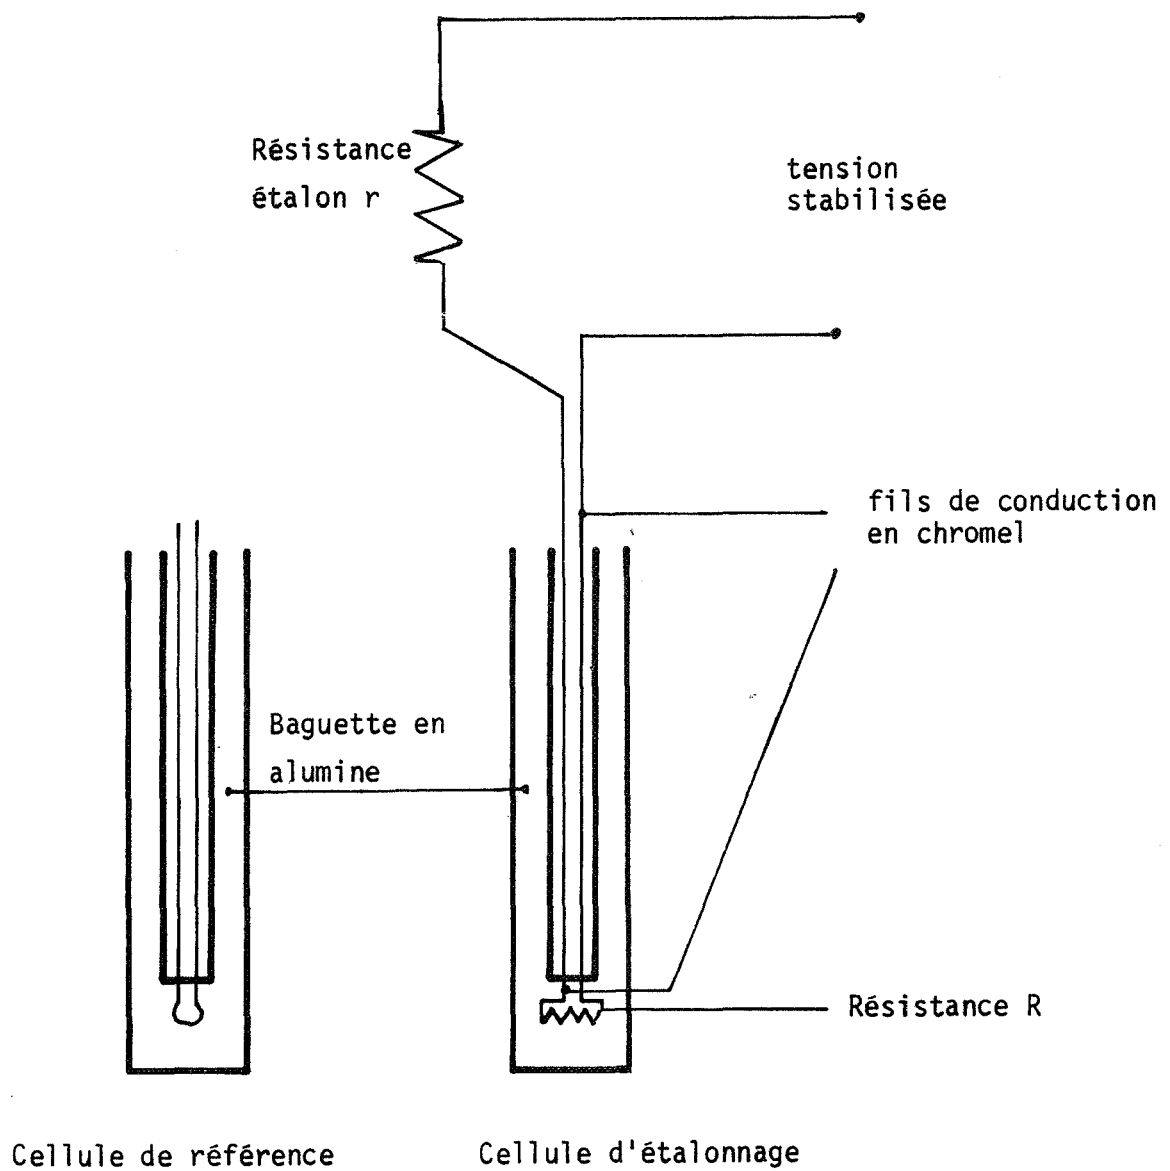 Résistance
étalon r
tension
stabilisée
fils de conduction
en chromel
Baguette en
alumine
Résistance R
Cellule de référence
Cellule d'étalonnage